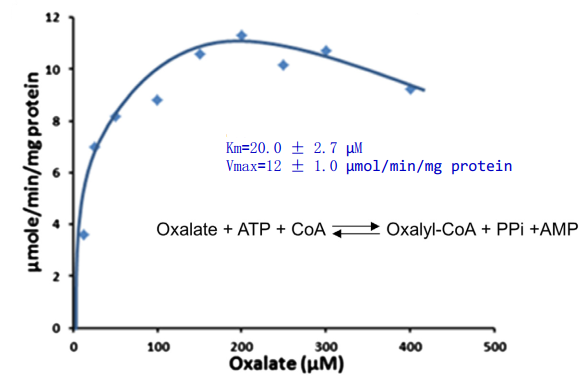 12
10
8
6
4
2
0
µmole/min/mg protein
Km=20.0 ± 2.7 µM
Vmax=12 ± 1.0 µmol/min/mg protein
Oxalate + ATP + CoA ⇌ Oxalyl-CoA + PPi +AMP
0 100 200 300 400 500
Oxalate (µM)